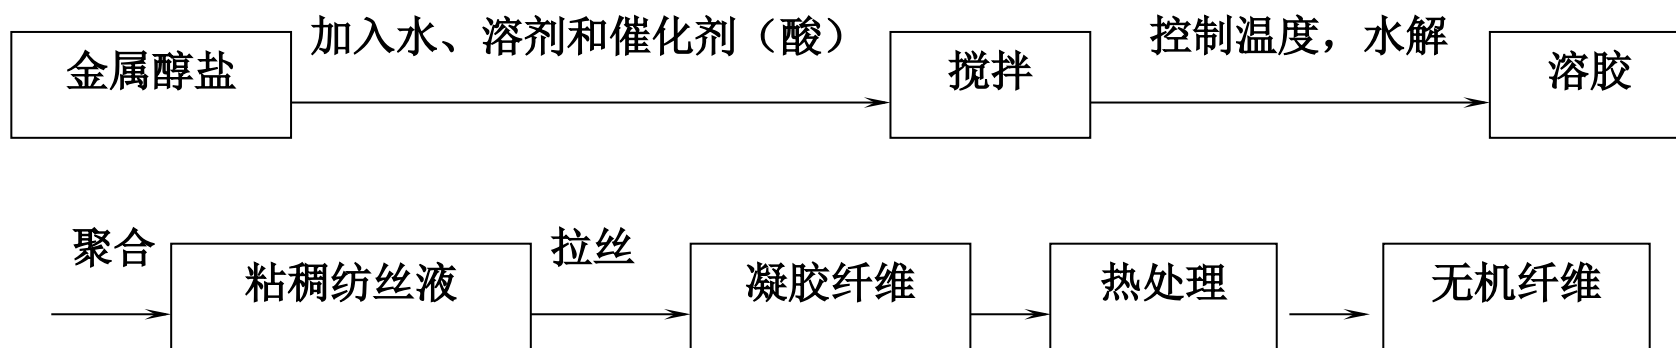 金属醇盐 加入水、溶剂和催化剂（酸） 搅拌 控制温度，水解 溶胶
聚合 粘稠纺丝液 拉丝 凝胶纤维 热处理 无机纤维